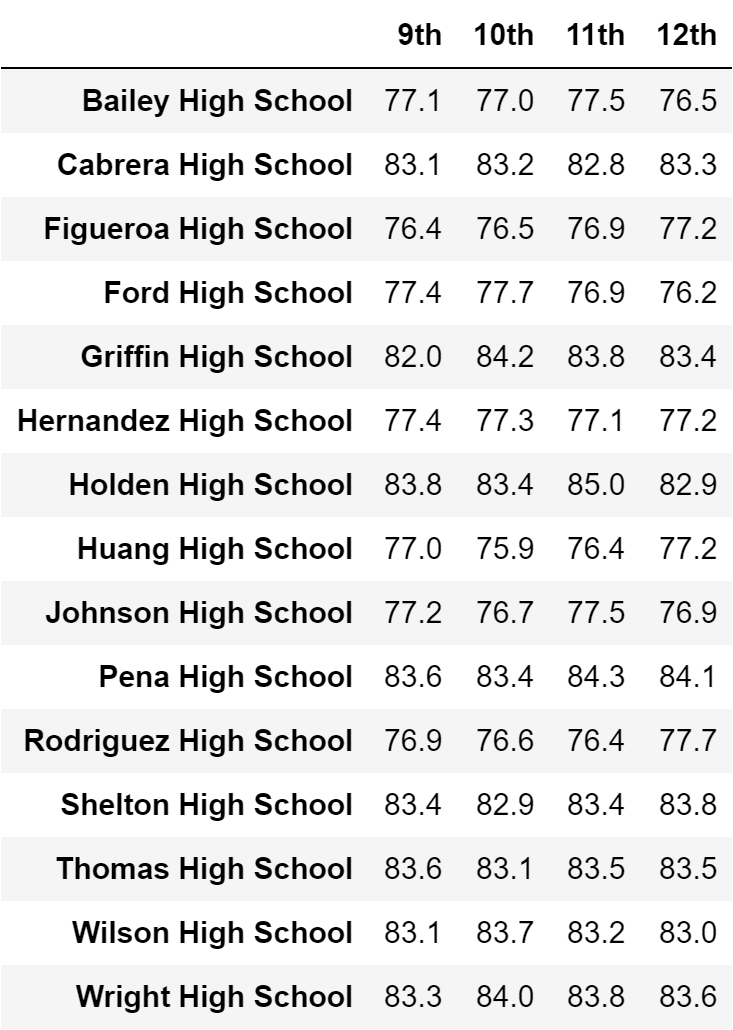 9th 10th 11th 12th
Bailey High School 77.1 77.0 77.5 76.5
Cabrera High School 83.1 83.2 82.8 83.3
Figueroa High School 76.4 76.5 76.9 77.2
Ford High School 77.4 77.7 76.9 76.2
Griffin High School 82.0 84.2 83.8 83.4
Hernandez High School 77.4 77.3 77.1 77.2
Holden High School 83.8 83.4 85.0 82.9
Huang High School 77.0 75.9 76.4 77.2
Johnson High School 77.2 76.7 77.5 76.9
Pena High School 83.6 83.4 84.3 84.1
Rodriguez High School 76.9 76.6 76.4 77.7
Shelton High School 83.4 82.9 83.4 83.8
Thomas High School 83.6 83.1 83.5 83.5
Wilson High School 83.1 83.7 83.2 83.0
Wright High School 83.3 84.0 83.8 83.6